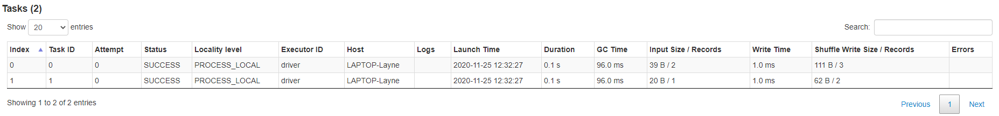 Tasks (2)
Show 20 entries Search:
Index Task ID Attempt Status Locality level Executor ID Host Logs Launch Time Duration GC Time Input Size / Records Write Time Shuffle Write Size / Records Errors
0 0 0 SUCCESS PROCESS_LOCAL driver LAPTOP-Layne 2020-11-25 12:32:27 0.1 s 96.0 ms 39 B / 2 1.0 ms 111 B / 3
1 1 0 SUCCESS PROCESS_LOCAL driver LAPTOP-Layne 2020-11-25 12:32:27 0.1 s 96.0 ms 20 B / 1 1.0 ms 62 B / 2
Showing 1 to 2 of 2 entries Previous 1 Next